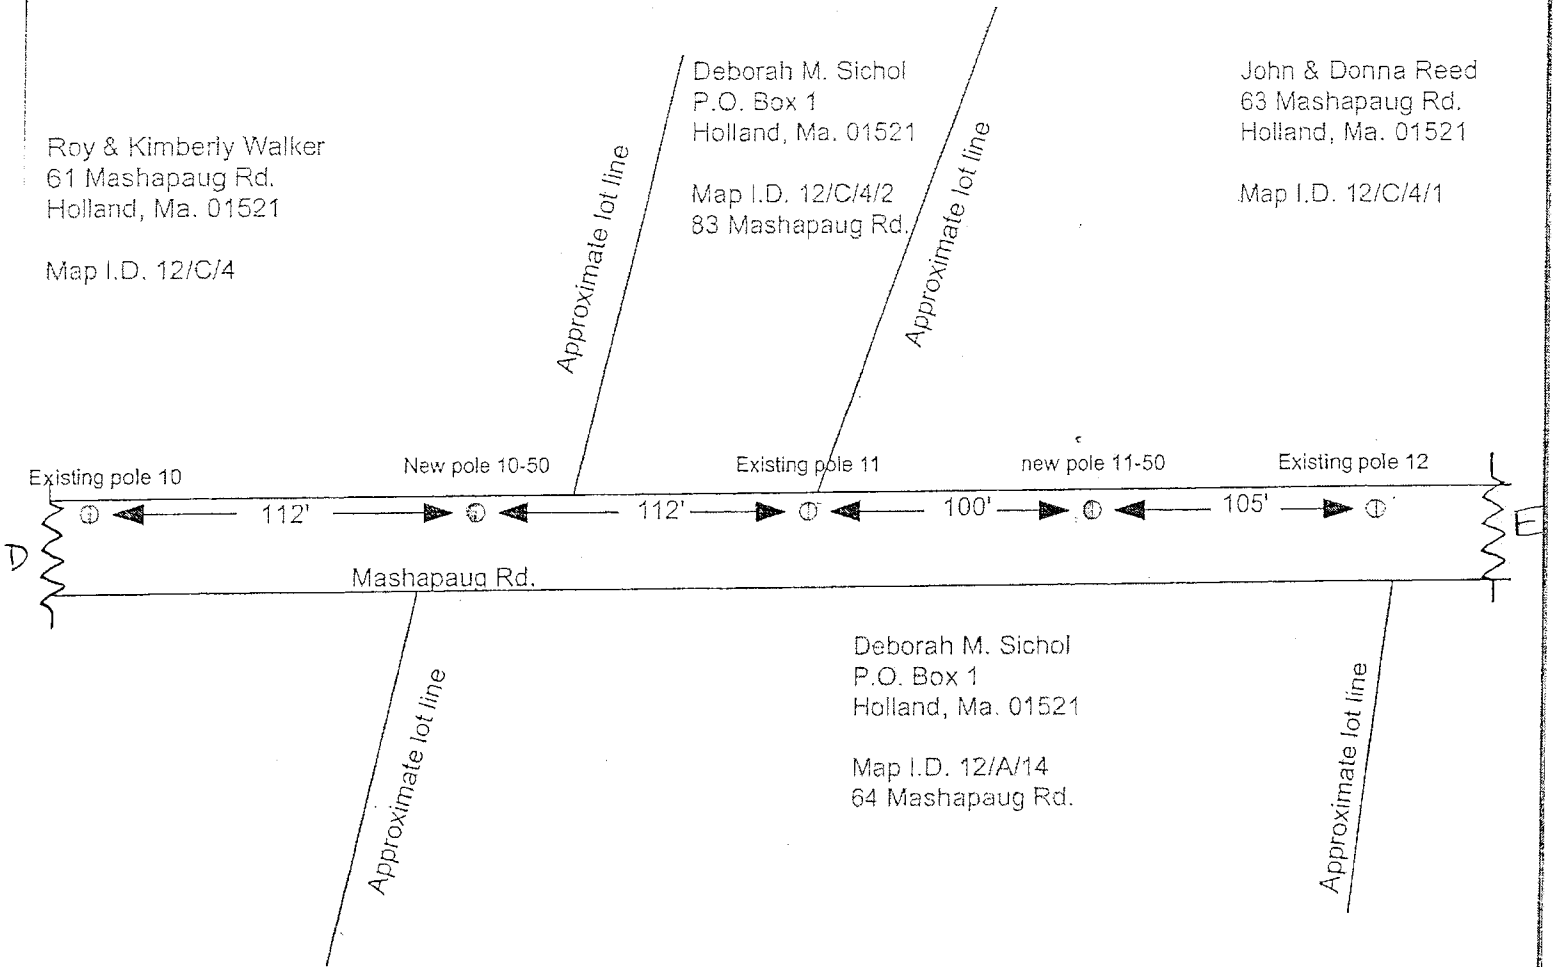 Roy & Kimberly Walker
61 Mashapaug Rd.
Holland, Ma. 01521
Map I.D. 12/C/4
Approximate lot line
Deborah M. Sichol
P.O. Box 1
Holland, Ma. 01521
Map I.D. 12/C/4/2
83 Mashapaug Rd.
Approximate lot line
John & Donna Reed
63 Mashapaug Rd.
Holland, Ma. 01521
Map I.D. 12/C/4/1
Existing pole 10
New pole 10-50
Existing pole 11
new pole 11-50
Existing pole 12
112'
112'
100'
105'
D
E
Mashapaug Rd.
Approximate lot line
Deborah M. Sichol
P.O. Box 1
Holland, Ma. 01521
Map I.D. 12/A/14
64 Mashapaug Rd.
Approximate lot line